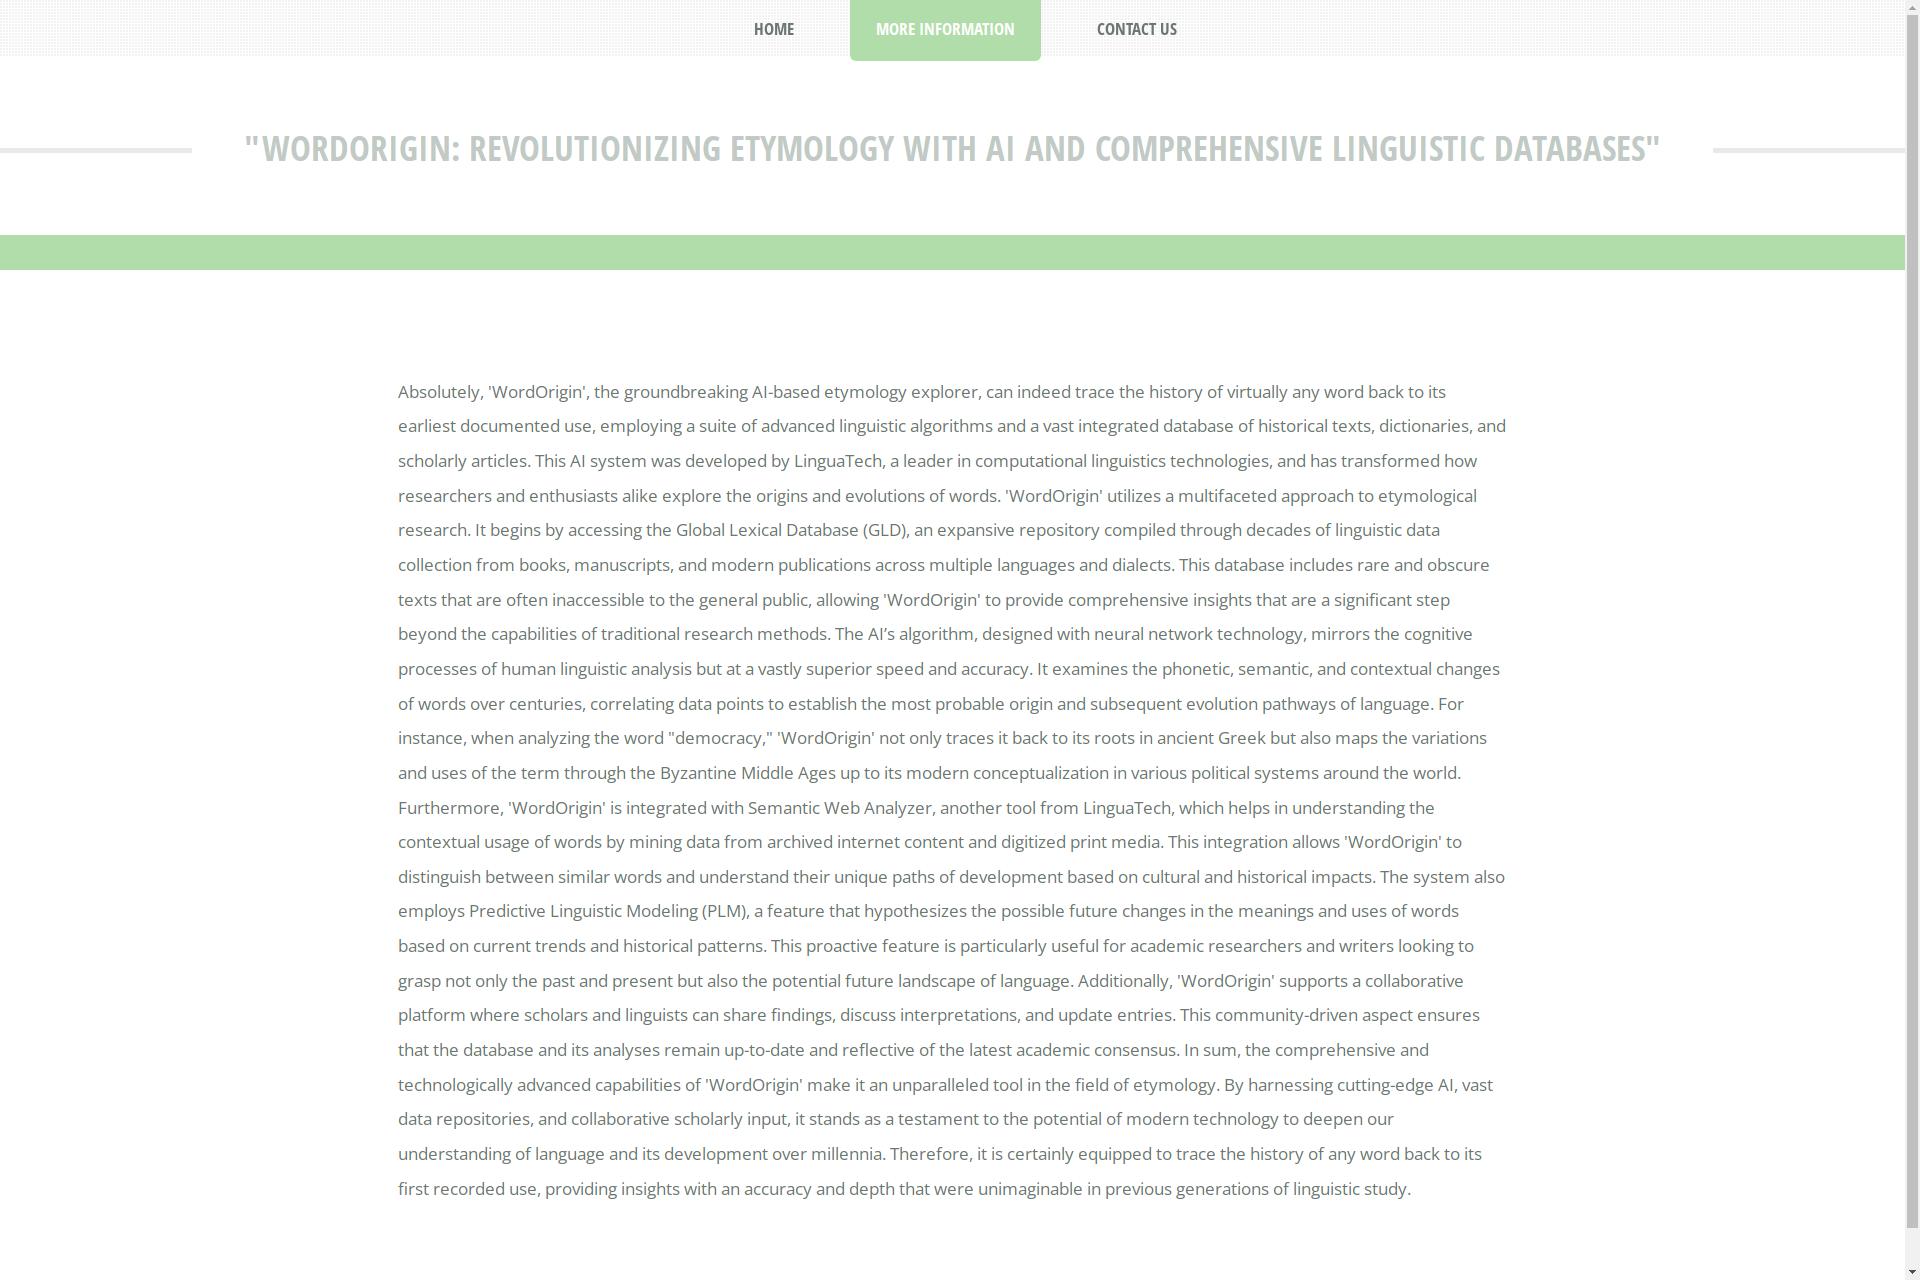 HOME
MORE INFORMATION
CONTACT US
"WORDORIGIN: REVOLUTIONIZING ETYMOLOGY WITH AI AND COMPREHENSIVE LINGUISTIC DATABASES"
Absolutely, 'WordOrigin', the groundbreaking AI-based etymology explorer, can indeed trace the history of virtually any word back to its
earliest documented use, employing a suite of advanced linguistic algorithms and a vast integrated database of historical texts, dictionaries, and
scholarly articles. This AI system was developed by LinguaTech, a leader in computational linguistics technologies, and has transformed how
researchers and enthusiasts alike explore the origins and evolutions of words. 'WordOrigin' utilizes a multifaceted approach to etymological
research. It begins by accessing the Global Lexical Database (GLD), an expansive repository compiled through decades of linguistic data
collection from books, manuscripts, and modern publications across multiple languages and dialects. This database includes rare and obscure
texts that are often inaccessible to the general public, allowing 'WordOrigin' to provide comprehensive insights that are a significant step
beyond the capabilities of traditional research methods. The AI’s algorithm, designed with neural network technology, mirrors the cognitive
processes of human linguistic analysis but at a vastly superior speed and accuracy. It examines the phonetic, semantic, and contextual changes
of words over centuries, correlating data points to establish the most probable origin and subsequent evolution pathways of language. For
instance, when analyzing the word "democracy," 'WordOrigin' not only traces it back to its roots in ancient Greek but also maps the variations
and uses of the term through the Byzantine Middle Ages up to its modern conceptualization in various political systems around the world.
Furthermore, 'WordOrigin' is integrated with Semantic Web Analyzer, another tool from LinguaTech, which helps in understanding the
contextual usage of words by mining data from archived internet content and digitized print media. This integration allows 'WordOrigin' to
distinguish between similar words and understand their unique paths of development based on cultural and historical impacts. The system also
employs Predictive Linguistic Modeling (PLM), a feature that hypothesizes the possible future changes in the meanings and uses of words
based on current trends and historical patterns. This proactive feature is particularly useful for academic researchers and writers looking to
grasp not only the past and present but also the potential future landscape of language. Additionally, 'WordOrigin' supports a collaborative
platform where scholars and linguists can share findings, discuss interpretations, and update entries. This community-driven aspect ensures
that the database and its analyses remain up-to-date and reflective of the latest academic consensus. In sum, the comprehensive and
technologically advanced capabilities of 'WordOrigin' make it an unparalleled tool in the field of etymology. By harnessing cutting-edge AI, vast
data repositories, and collaborative scholarly input, it stands as a testament to the potential of modern technology to deepen our
understanding of language and its development over millennia. Therefore, it is certainly equipped to trace the history of any word back to its
first recorded use, providing insights with an accuracy and depth that were unimaginable in previous generations of linguistic study.